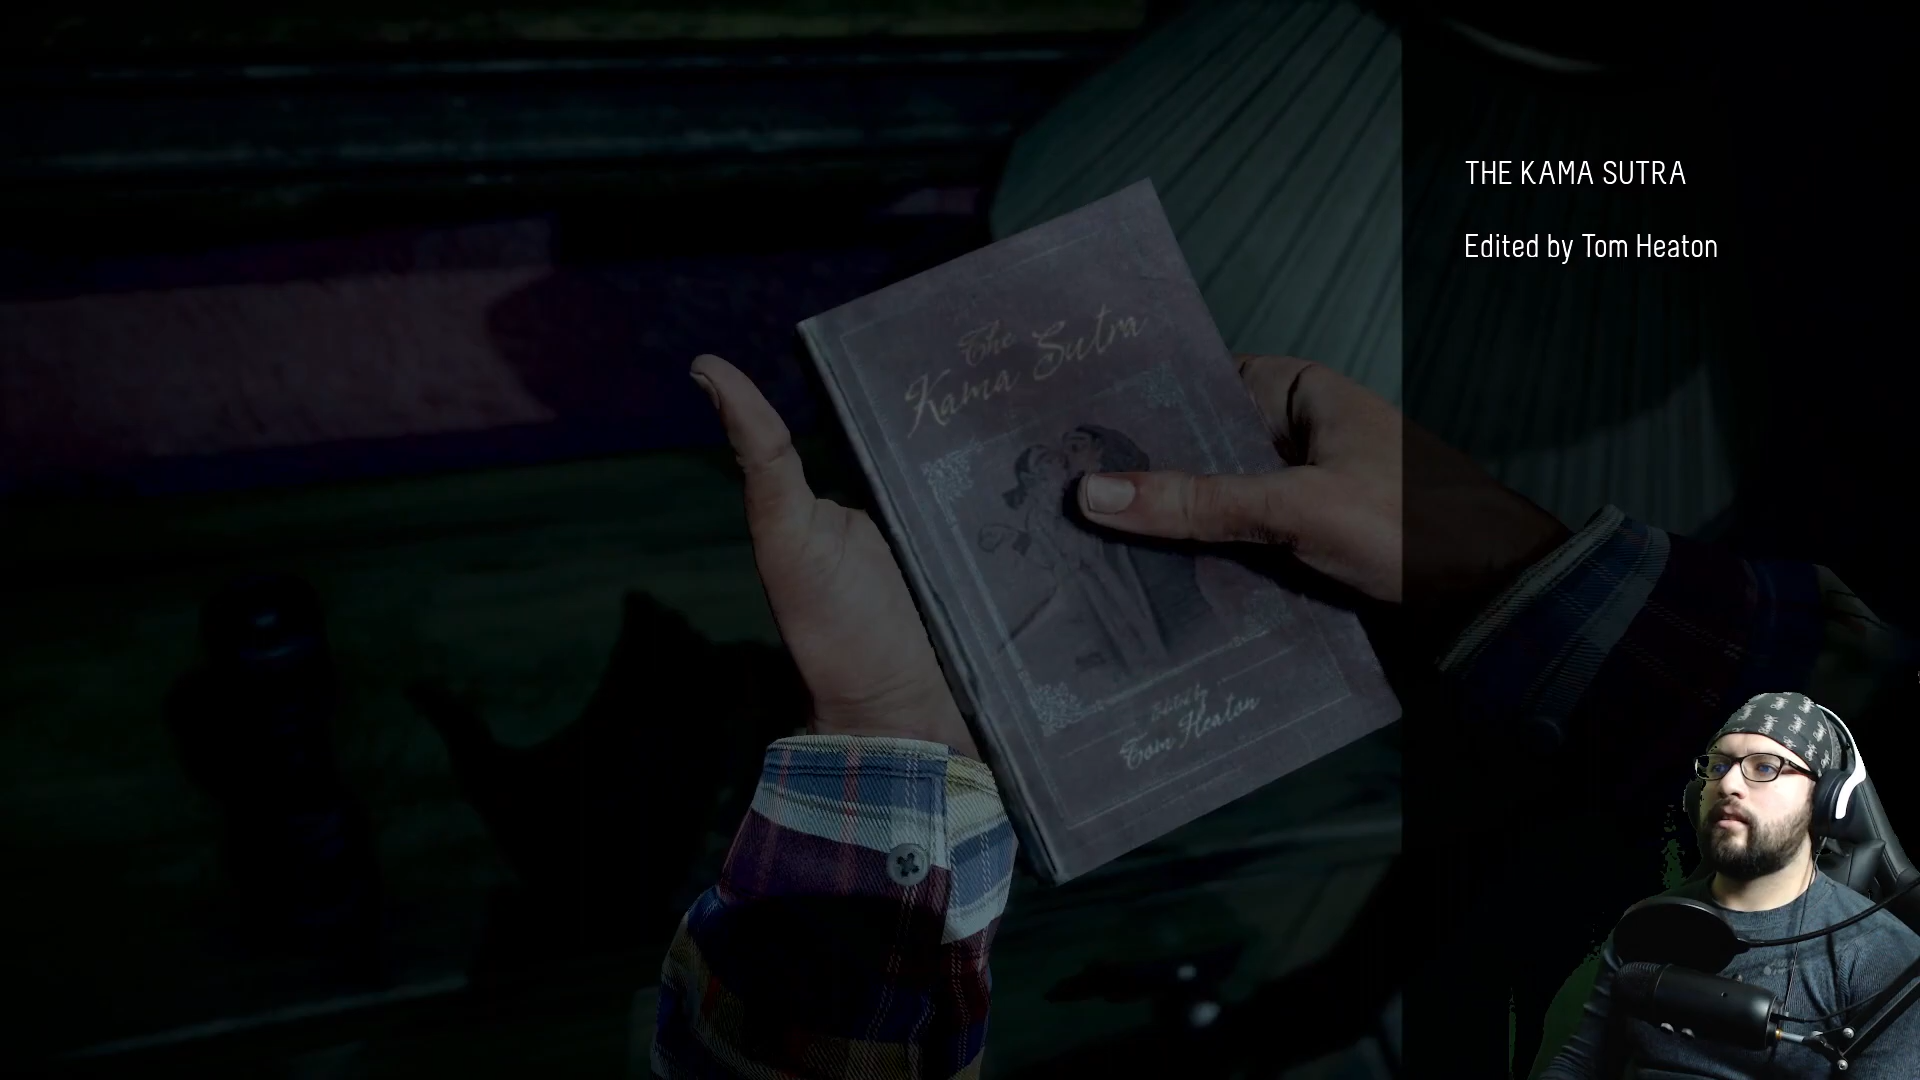 The
Kama Sutra
Edited by
Tom Heaton
THE KAMA SUTRA
Edited by Tom Heaton